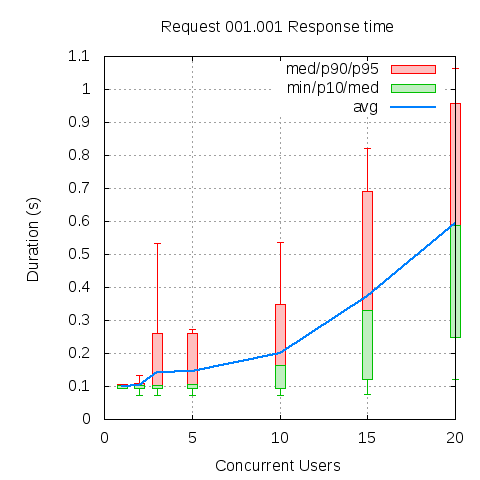 Request 001.001 Response time
1.1
1
0.9
0.8
0.7
0.6
0.5
0.4
0.3
0.2
0.1
0
Duration (s)
med/p90/p95
min/p10/med
avg
0 5 10 15 20
Concurrent Users